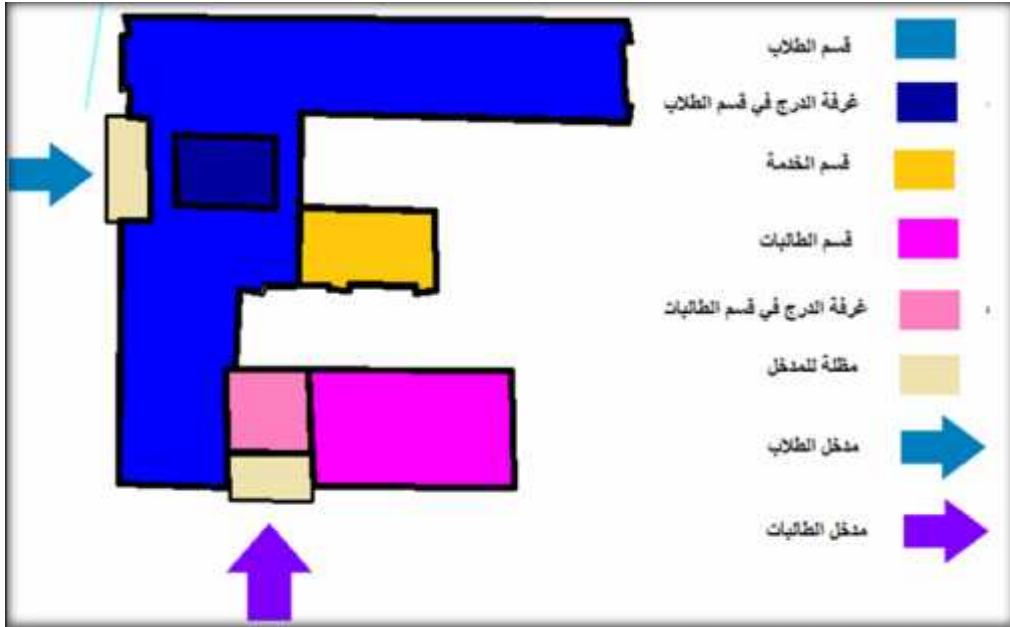 قسم الطلاب
غرفة الدرج في قسم الطلاب
قسم الخدمة
قسم الطالبات
غرفة الدرج في قسم الطالبات
مظلة للمدخل
مدخل الطلاب
مدخل الطالبات